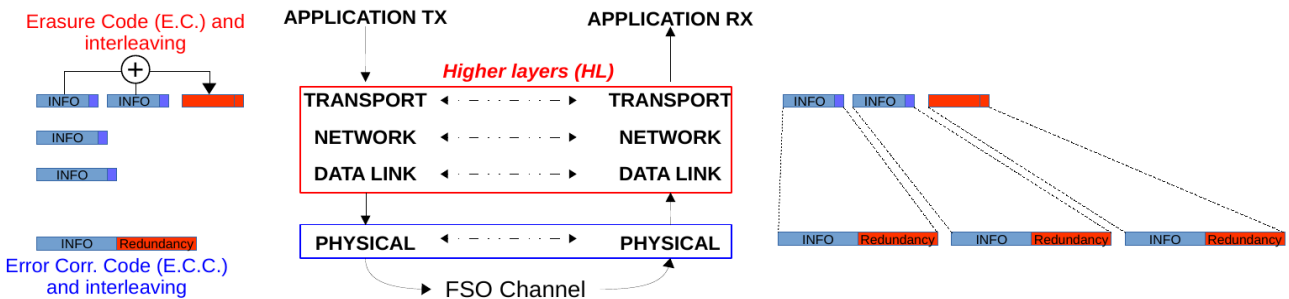 Erasure Code (E.C.) and
interleaving
+
INFO INFO
INFO
INFO
INFO Redundancy
Error Corr. Code (E.C.C.)
and interleaving
APPLICATION TX APPLICATION RX
Higher layers (HL)
TRANSPORT TRANSPORT
NETWORK NETWORK
DATA LINK DATA LINK
PHYSICAL PHYSICAL
FSO Channel
INFO INFO
INFO Redundancy INFO Redundancy INFO Redundancy